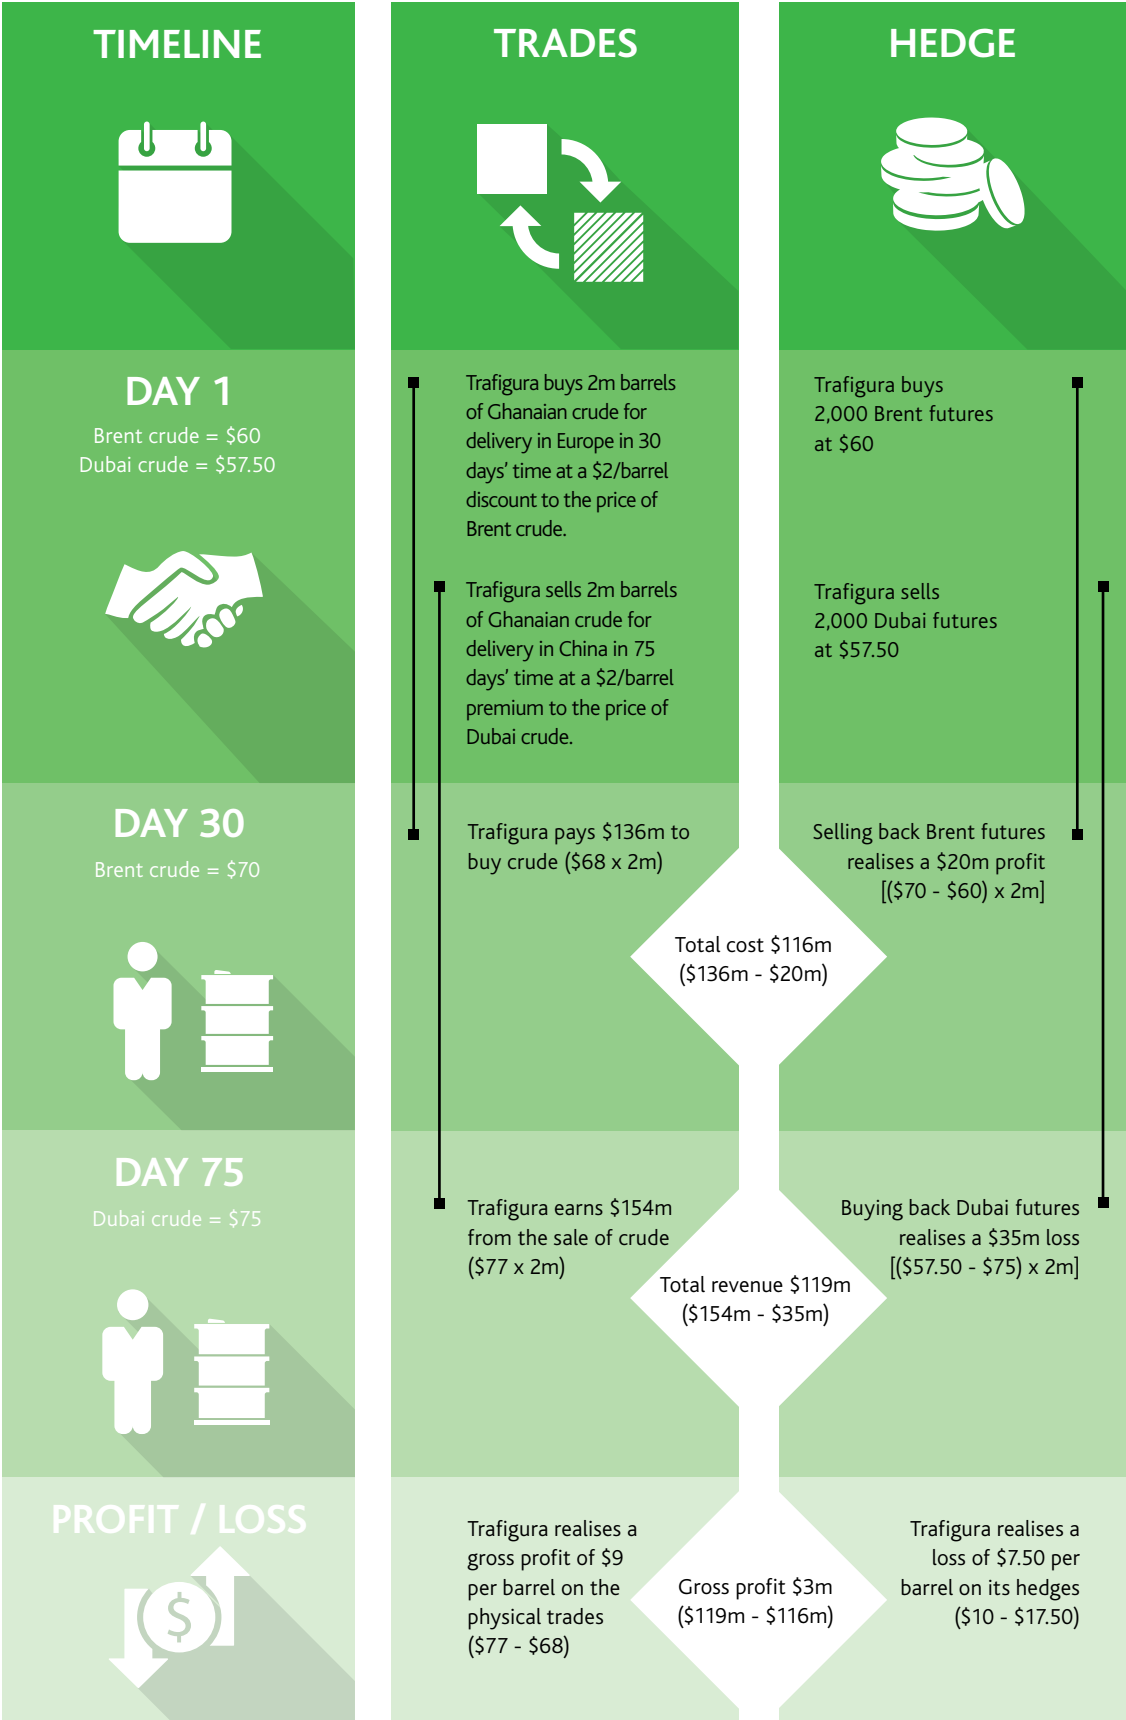 TIMELINE
TRADES
HEDGE
DAY 1
Brent crude = $60
Dubai crude = $57.50
Trafigura buys 2m barrels
of Ghanaian crude for
delivery in Europe in 30
days' time at a $2/barrel
discount to the price of
Brent crude.
Trafigura buys
2,000 Brent futures
at $60
Trafigura sells 2m barrels
of Ghanaian crude for
delivery in China in 75
days' time at a $2/barrel
premium to the price of
Dubai crude.
Trafigura sells
2,000 Dubai futures
at $57.50
DAY 30
Brent crude = $70
Trafigura pays $136m to
buy crude ($68 x 2m)
Selling back Brent futures
realises a $20m profit
[($70 - $60) x 2m]
Total cost $116m
($136m - $20m)
DAY 75
Dubai crude = $75
Trafigura earns $154m
from the sale of crude
($77 x 2m)
Buying back Dubai futures
realises a $35m loss
[($57.50 - $75) x 2m]
Total revenue $119m
($154m - $35m)
PROFIT / LOSS
$
Trafigura realises a
gross profit of $9
per barrel on the
physical trades
($77 - $68)
Gross profit $3m
($119m - $116m)
Trafigura realises a
loss of $7.50 per
barrel on its hedges
($10 - $17.50)